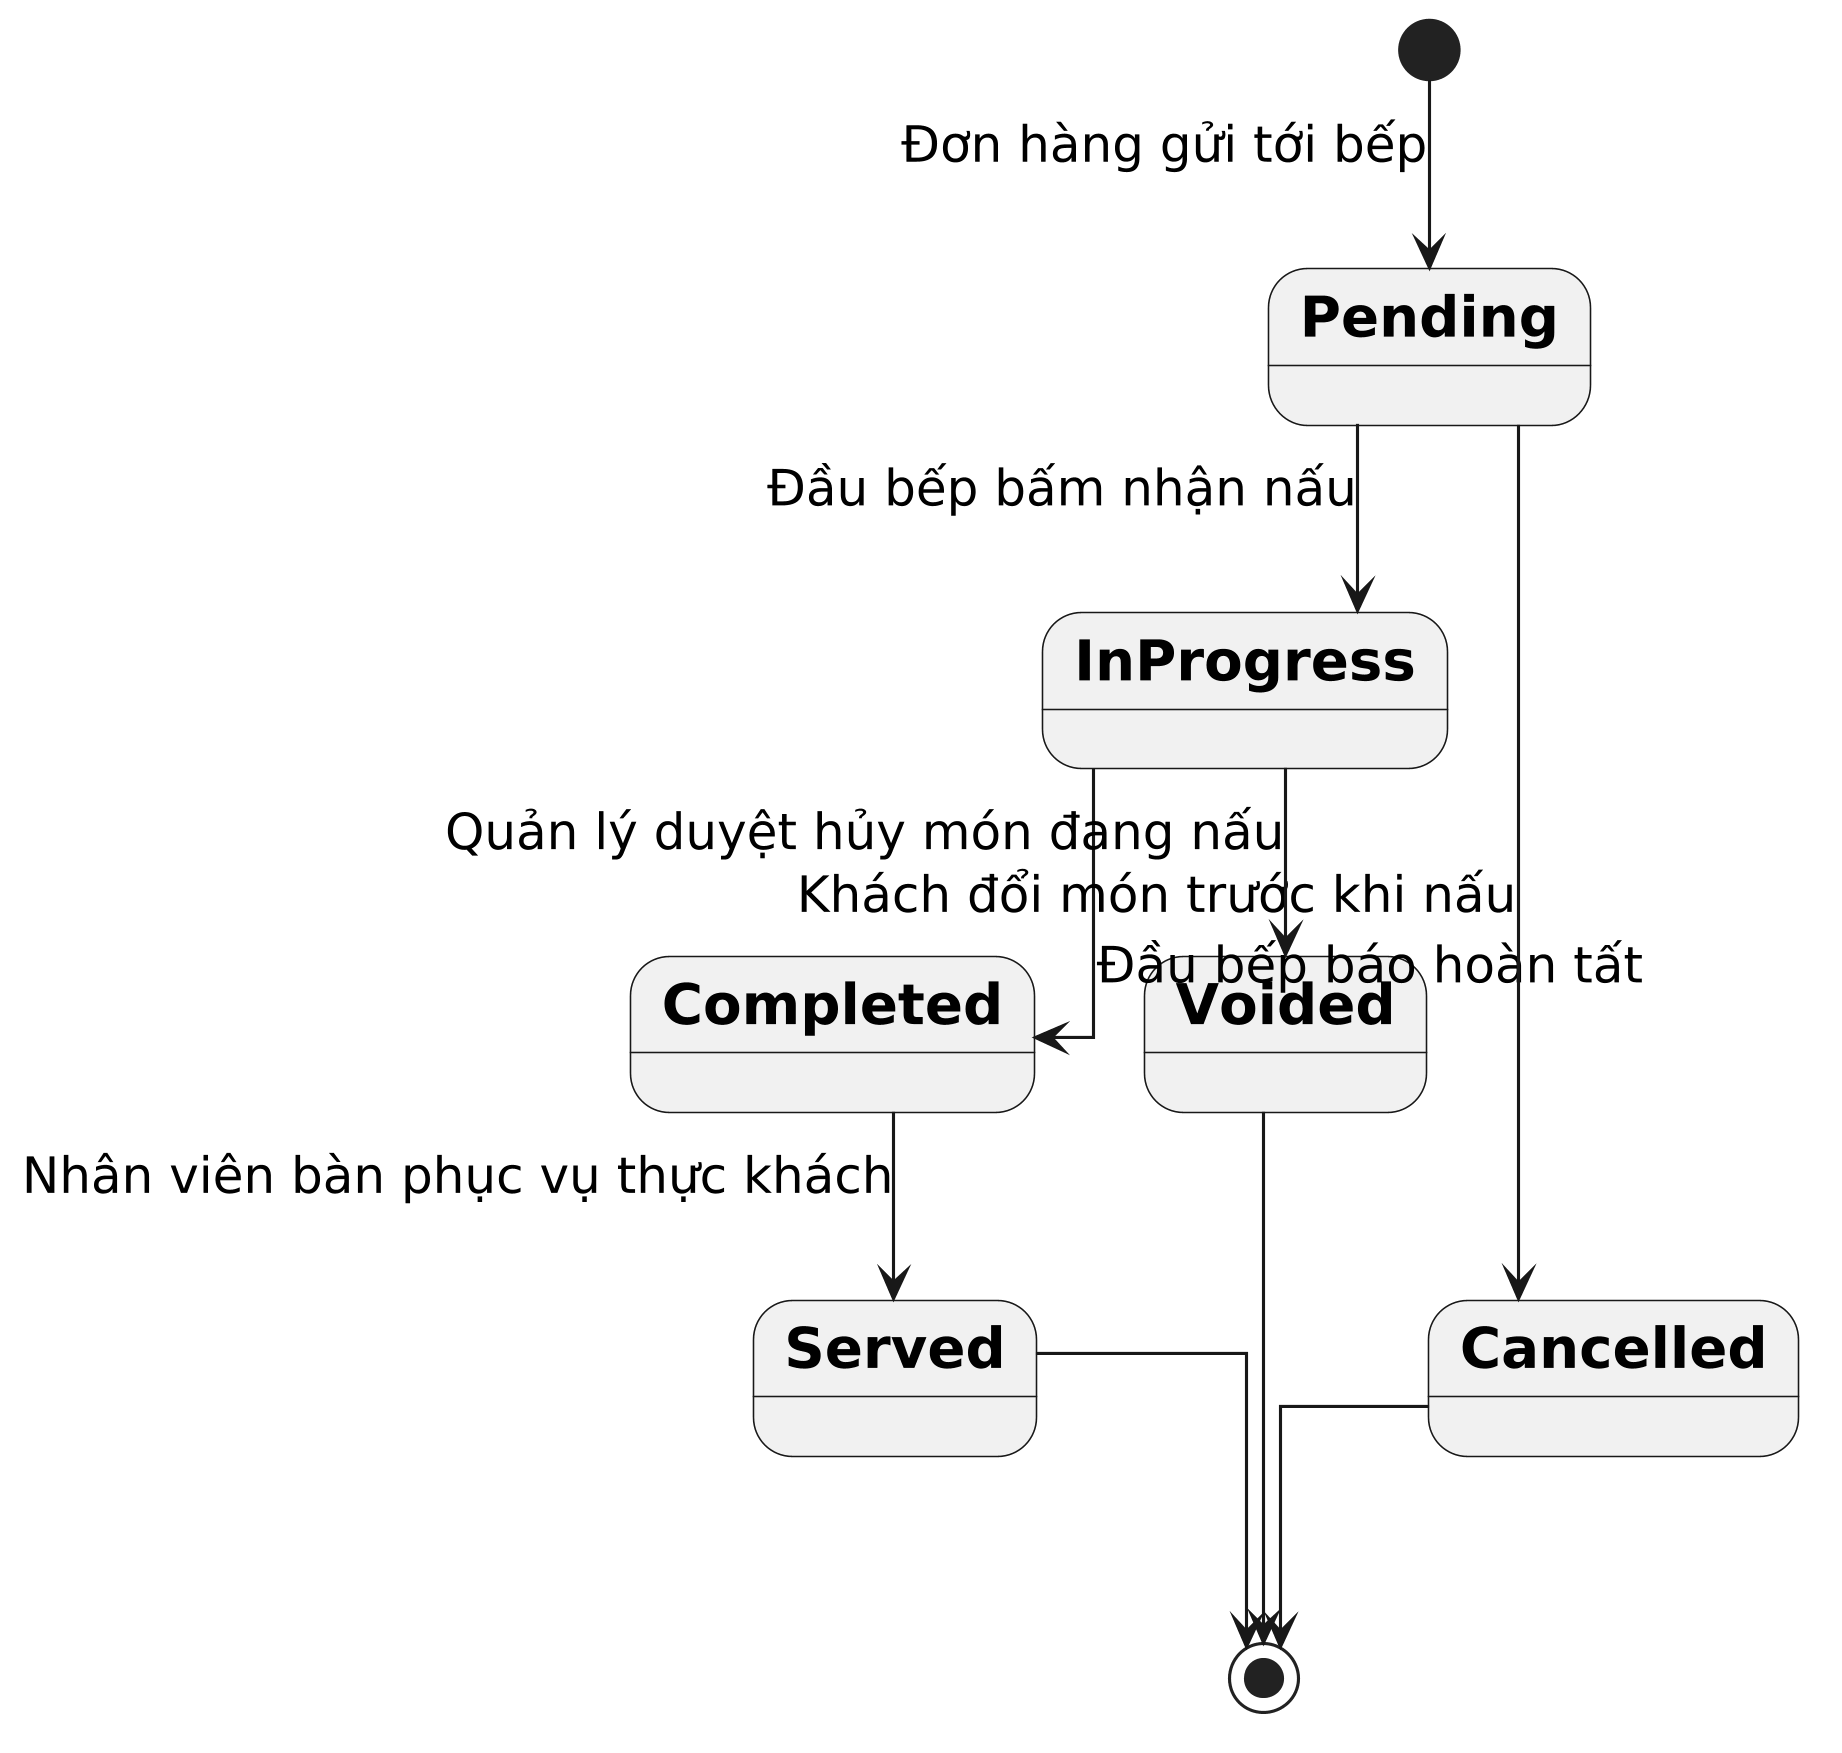 Đơn hàng gửi tới bếp
Pending
Đầu bếp bấm nhận nấu
InProgress
Quản lý duyệt hủy món đang nấu
Khách đổi món trước khi nấu
Đầu bếp báo hoàn tất
Completed
Voided
Nhân viên bàn phục vụ thực khách
Served
Cancelled